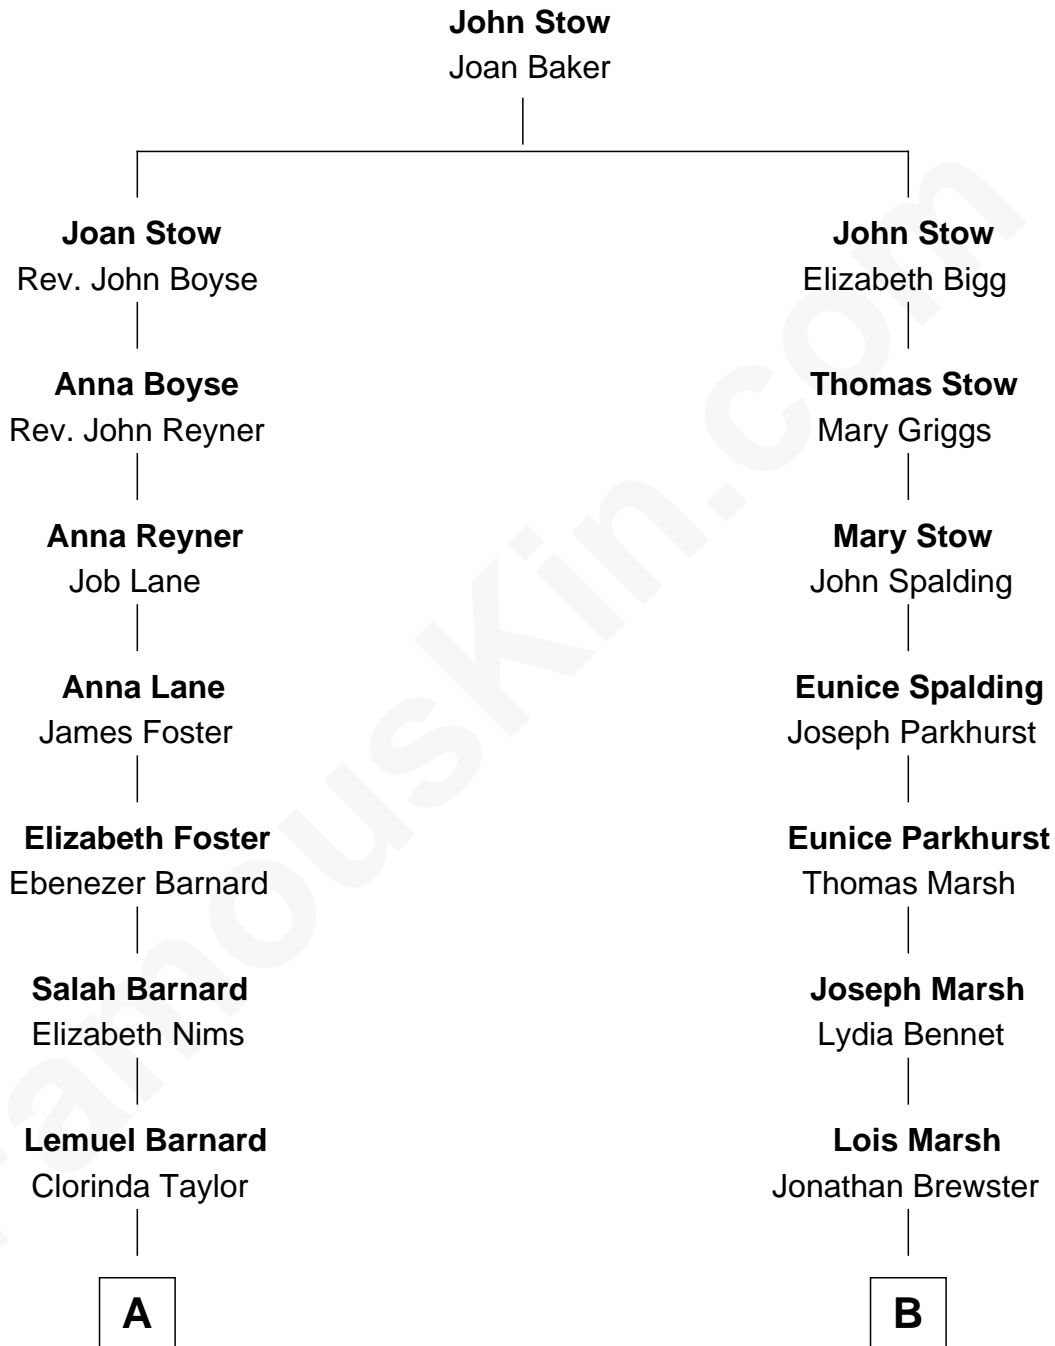 John Stow
Joan Baker
Joan Stow
Rev. John Boyse
John Stow
Elizabeth Bigg
Anna Boyse
Rev. John Reyner
Thomas Stow
Mary Griggs
Anna Reyner
Job Lane
Mary Stow
John Spalding
Anna Lane
James Foster
Eunice Spalding
Joseph Parkhurst
Elizabeth Foster
Ebenezer Barnard
Eunice Parkhurst
Thomas Marsh
Salah Barnard
Elizabeth Nims
Joseph Marsh
Lydia Bennet
Lemuel Barnard
Clorinda Taylor
Lois Marsh
Jonathan Brewster
A
B
FamousKin.com